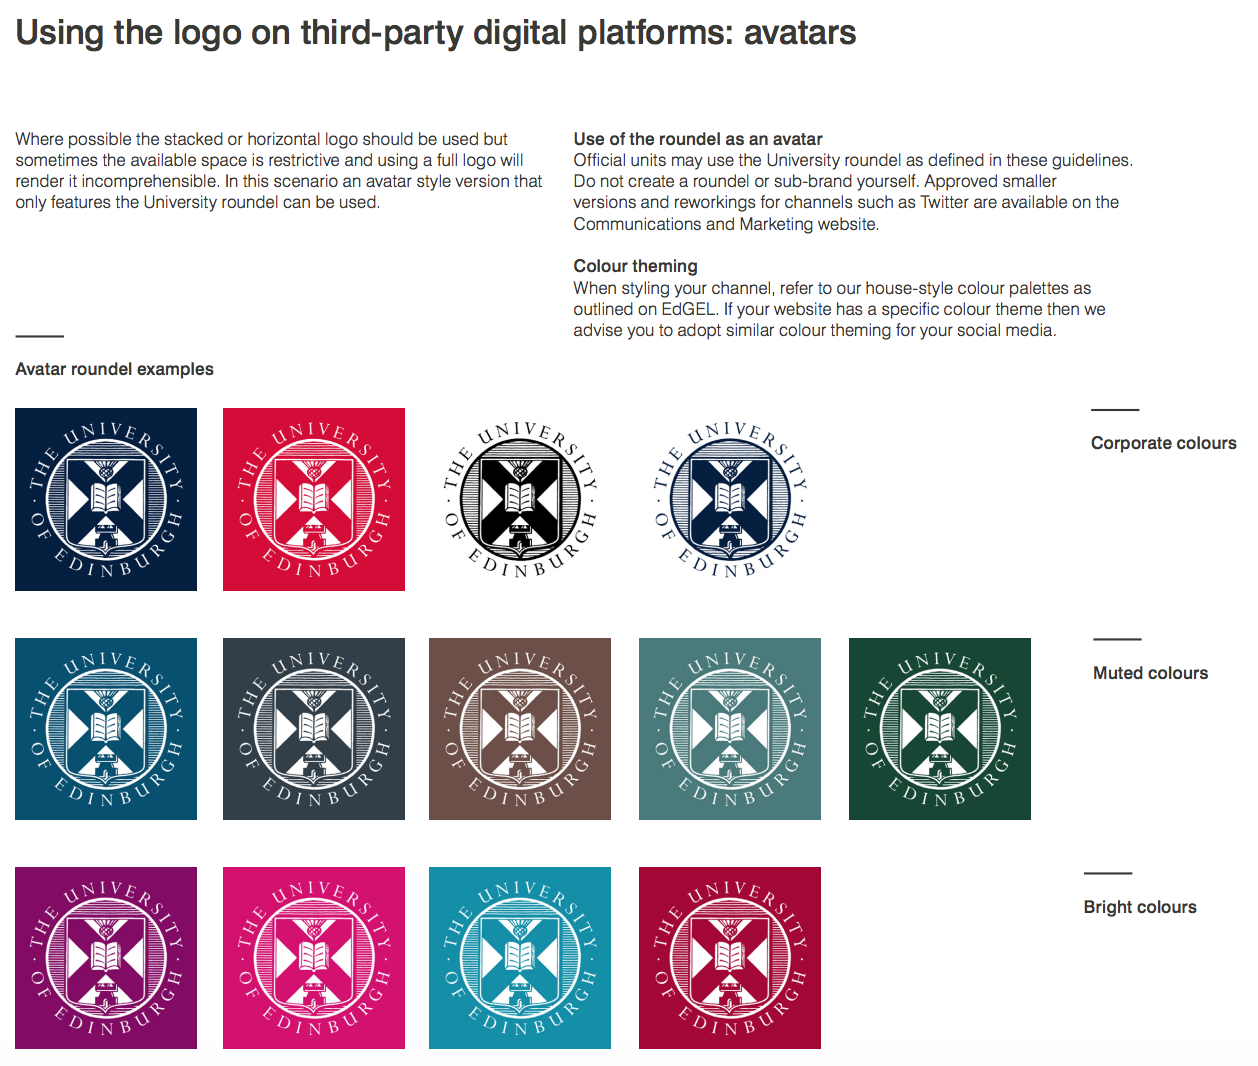 Using the logo on third-party digital platforms: avatars
Where possible the stacked or horizontal logo should be used but
sometimes the available space is restrictive and using a full logo will
render it incomprehensible. In this scenario an avatar style version that
only features the University roundel can be used.
Use of the roundel as an avatar
Official units may use the University roundel as defined in these guidelines.
Do not create a roundel or sub-brand yourself. Approved smaller
versions and reworkings for channels such as Twitter are available on the
Communications and Marketing website.
Colour theming
When styling your channel, refer to our house-style colour palettes as
outlined on EdGEL. If your website has a specific colour theme then we
advise you to adopt similar colour theming for your social media.
Avatar roundel examples
THE UNIVERSITY · OF EDINBURGH ·
THE UNIVERSITY · OF EDINBURGH ·
THE UNIVERSITY · OF EDINBURGH ·
THE UNIVERSITY · OF EDINBURGH ·
Corporate colours
THE UNIVERSITY · OF EDINBURGH ·
THE UNIVERSITY · OF EDINBURGH ·
THE UNIVERSITY · OF EDINBURGH ·
THE UNIVERSITY · OF EDINBURGH ·
THE UNIVERSITY · OF EDINBURGH ·
Muted colours
THE UNIVERSITY · OF EDINBURGH ·
THE UNIVERSITY · OF EDINBURGH ·
THE UNIVERSITY · OF EDINBURGH ·
THE UNIVERSITY · OF EDINBURGH ·
Bright colours